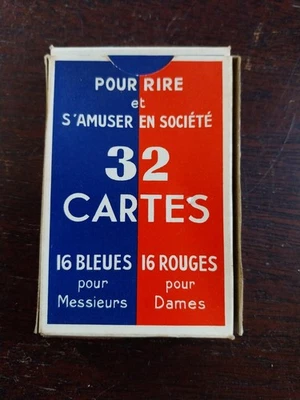 POUR RIRE
et
S'AMUSER EN SOCIÉTÉ
32
CARTES
16 BLEUES
pour
Messieurs
16 ROUGES
pour
Dames